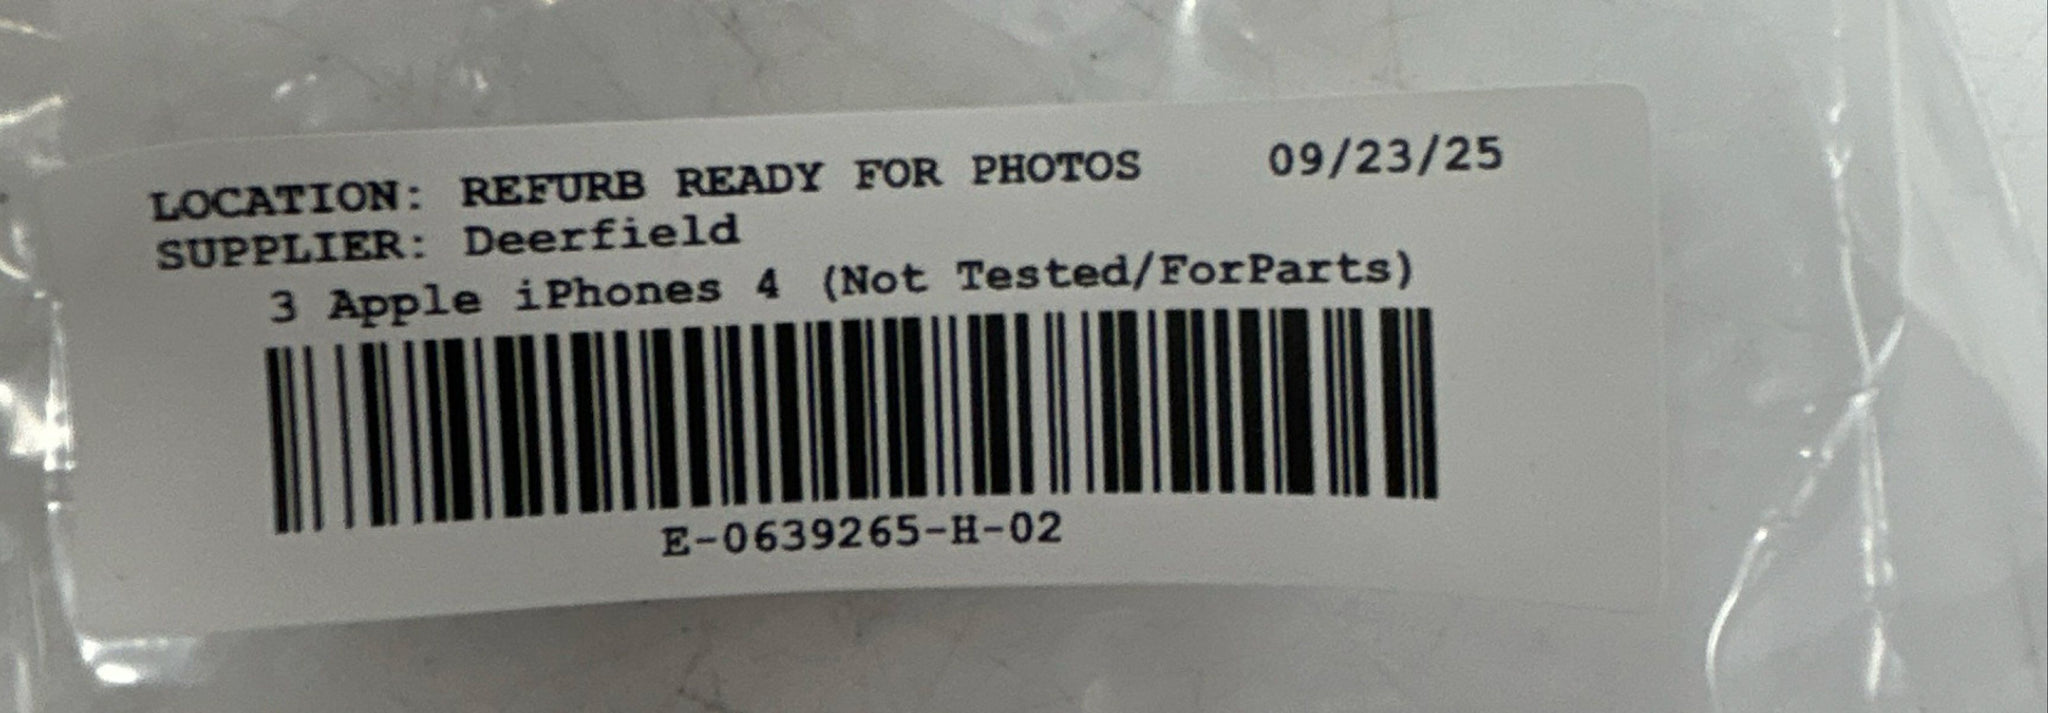 LOCATION: REFURB READY FOR PHOTOS 09/23/25
SUPPLIER: Deerfield
3 Apple iPhones 4 (Not Tested/ForParts)
E-0639265-H-02